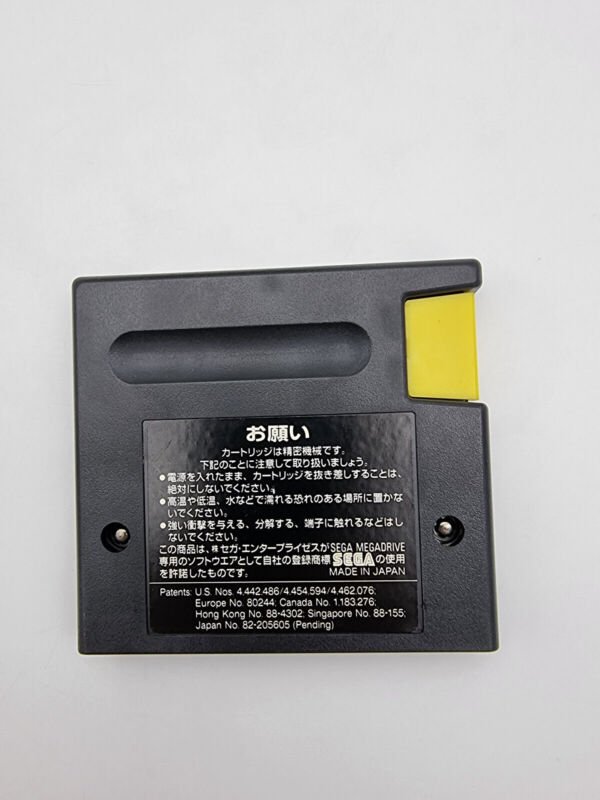 お願い
カートリッジは精密機械です。
下記のことに注意して取り扱いましょう。
●電源を入れたまま、カートリッジを抜き差しすることは、
絶対にしないでください。
●高温や低温、水などで濡れる恐れのある場所に置かな
いでください。
●強い衝撃を与える、分解する、端子に触れるなどはし
ないでください。
この商品は、㈱セガ・エンタープライゼスがSEGA MEGADRIVE
専用のソフトウエアとして自社の登録商標SEGAの使用
を許諾したものです。 MADE IN JAPAN
Patents: U.S. Nos. 4,442,486/4,454,594/4,462,076;
Europe No. 80244; Canada No. 1,183,276;
Hong Kong No. 88-4302; Singapore No. 88-155;
Japan No. 82-205605 (Pending)